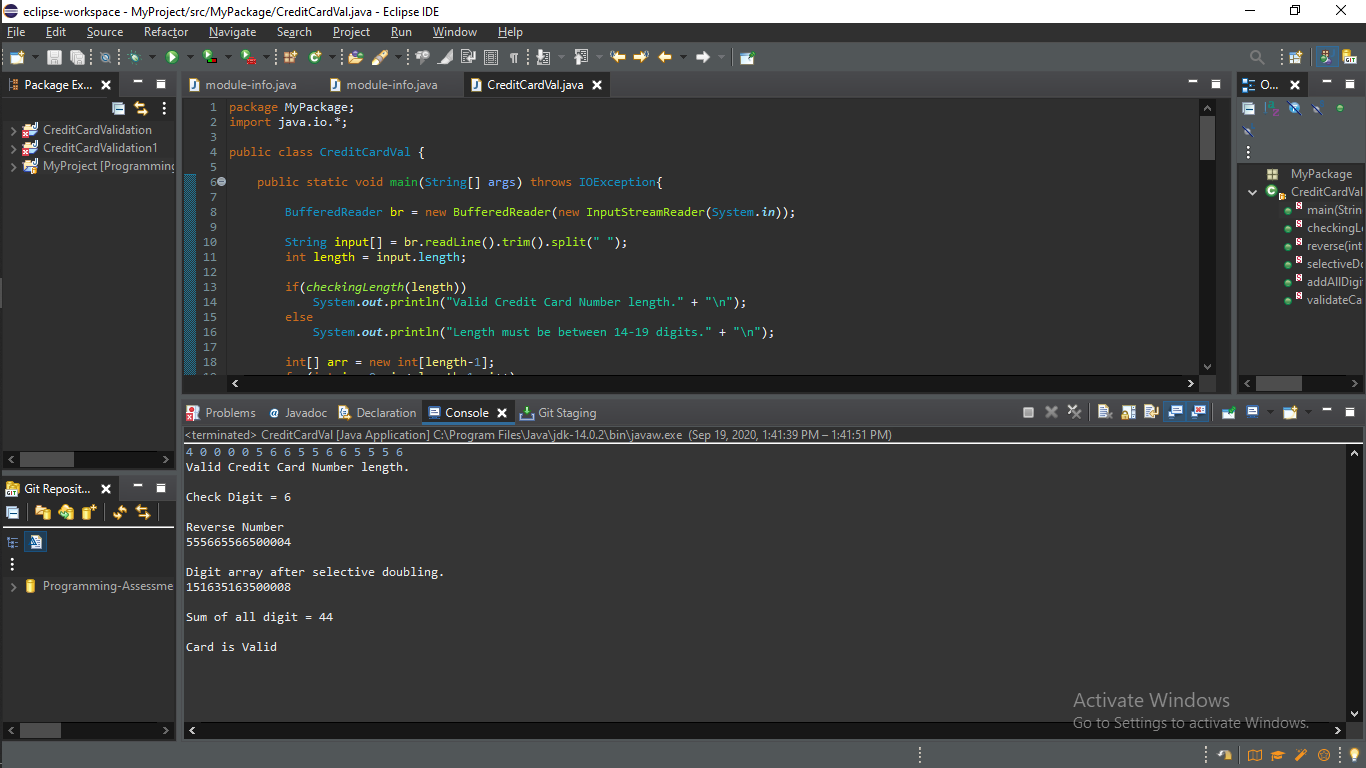 eclipse-workspace - MyProject/src/MyPackage/CreditCardVal.java - Eclipse IDE
File Edit Source Refactor Navigate Search Project Run Window Help
Package Ex...
CreditCardValidation
CreditCardValidation1
MyProject [Programming
module-info.java module-info.java CreditCardVal.java
1 package MyPackage;
2 import java.io.*;
3
4 public class CreditCardVal {
5
6 public static void main(String[] args) throws IOException{
7
8 BufferedReader br = new BufferedReader(new InputStreamReader(System.in));
9
10 String input[] = br.readLine().trim().split(" ");
11 int length = input.length;
12
13 if(checkingLength(length))
14 System.out.println("Valid Credit Card Number length." + "\n");
15 else
16 System.out.println("Length must be between 14-19 digits." + "\n");
17
18 int[] arr = new int[length-1];
O...
MyPackage
CreditCardVal
main(Strin
checkingL
reverse(int
selectiveD
addAllDigi
validateCa
Git Reposit...
Programming-Assessme
Problems Javadoc Declaration Console Git Staging
<terminated> CreditCardVal [Java Application] C:\Program Files\Java\jdk-14.0.2\bin\javaw.exe (Sep 19, 2020, 1:41:39 PM – 1:41:51 PM)
4 0 0 0 0 5 6 6 5 5 6 6 5 5 5 6
Valid Credit Card Number length.
Check Digit = 6
Reverse Number
555665566500004
Digit array after selective doubling.
151635163500008
Sum of all digit = 44
Card is Valid
Activate Windows
Go to Settings to activate Windows.